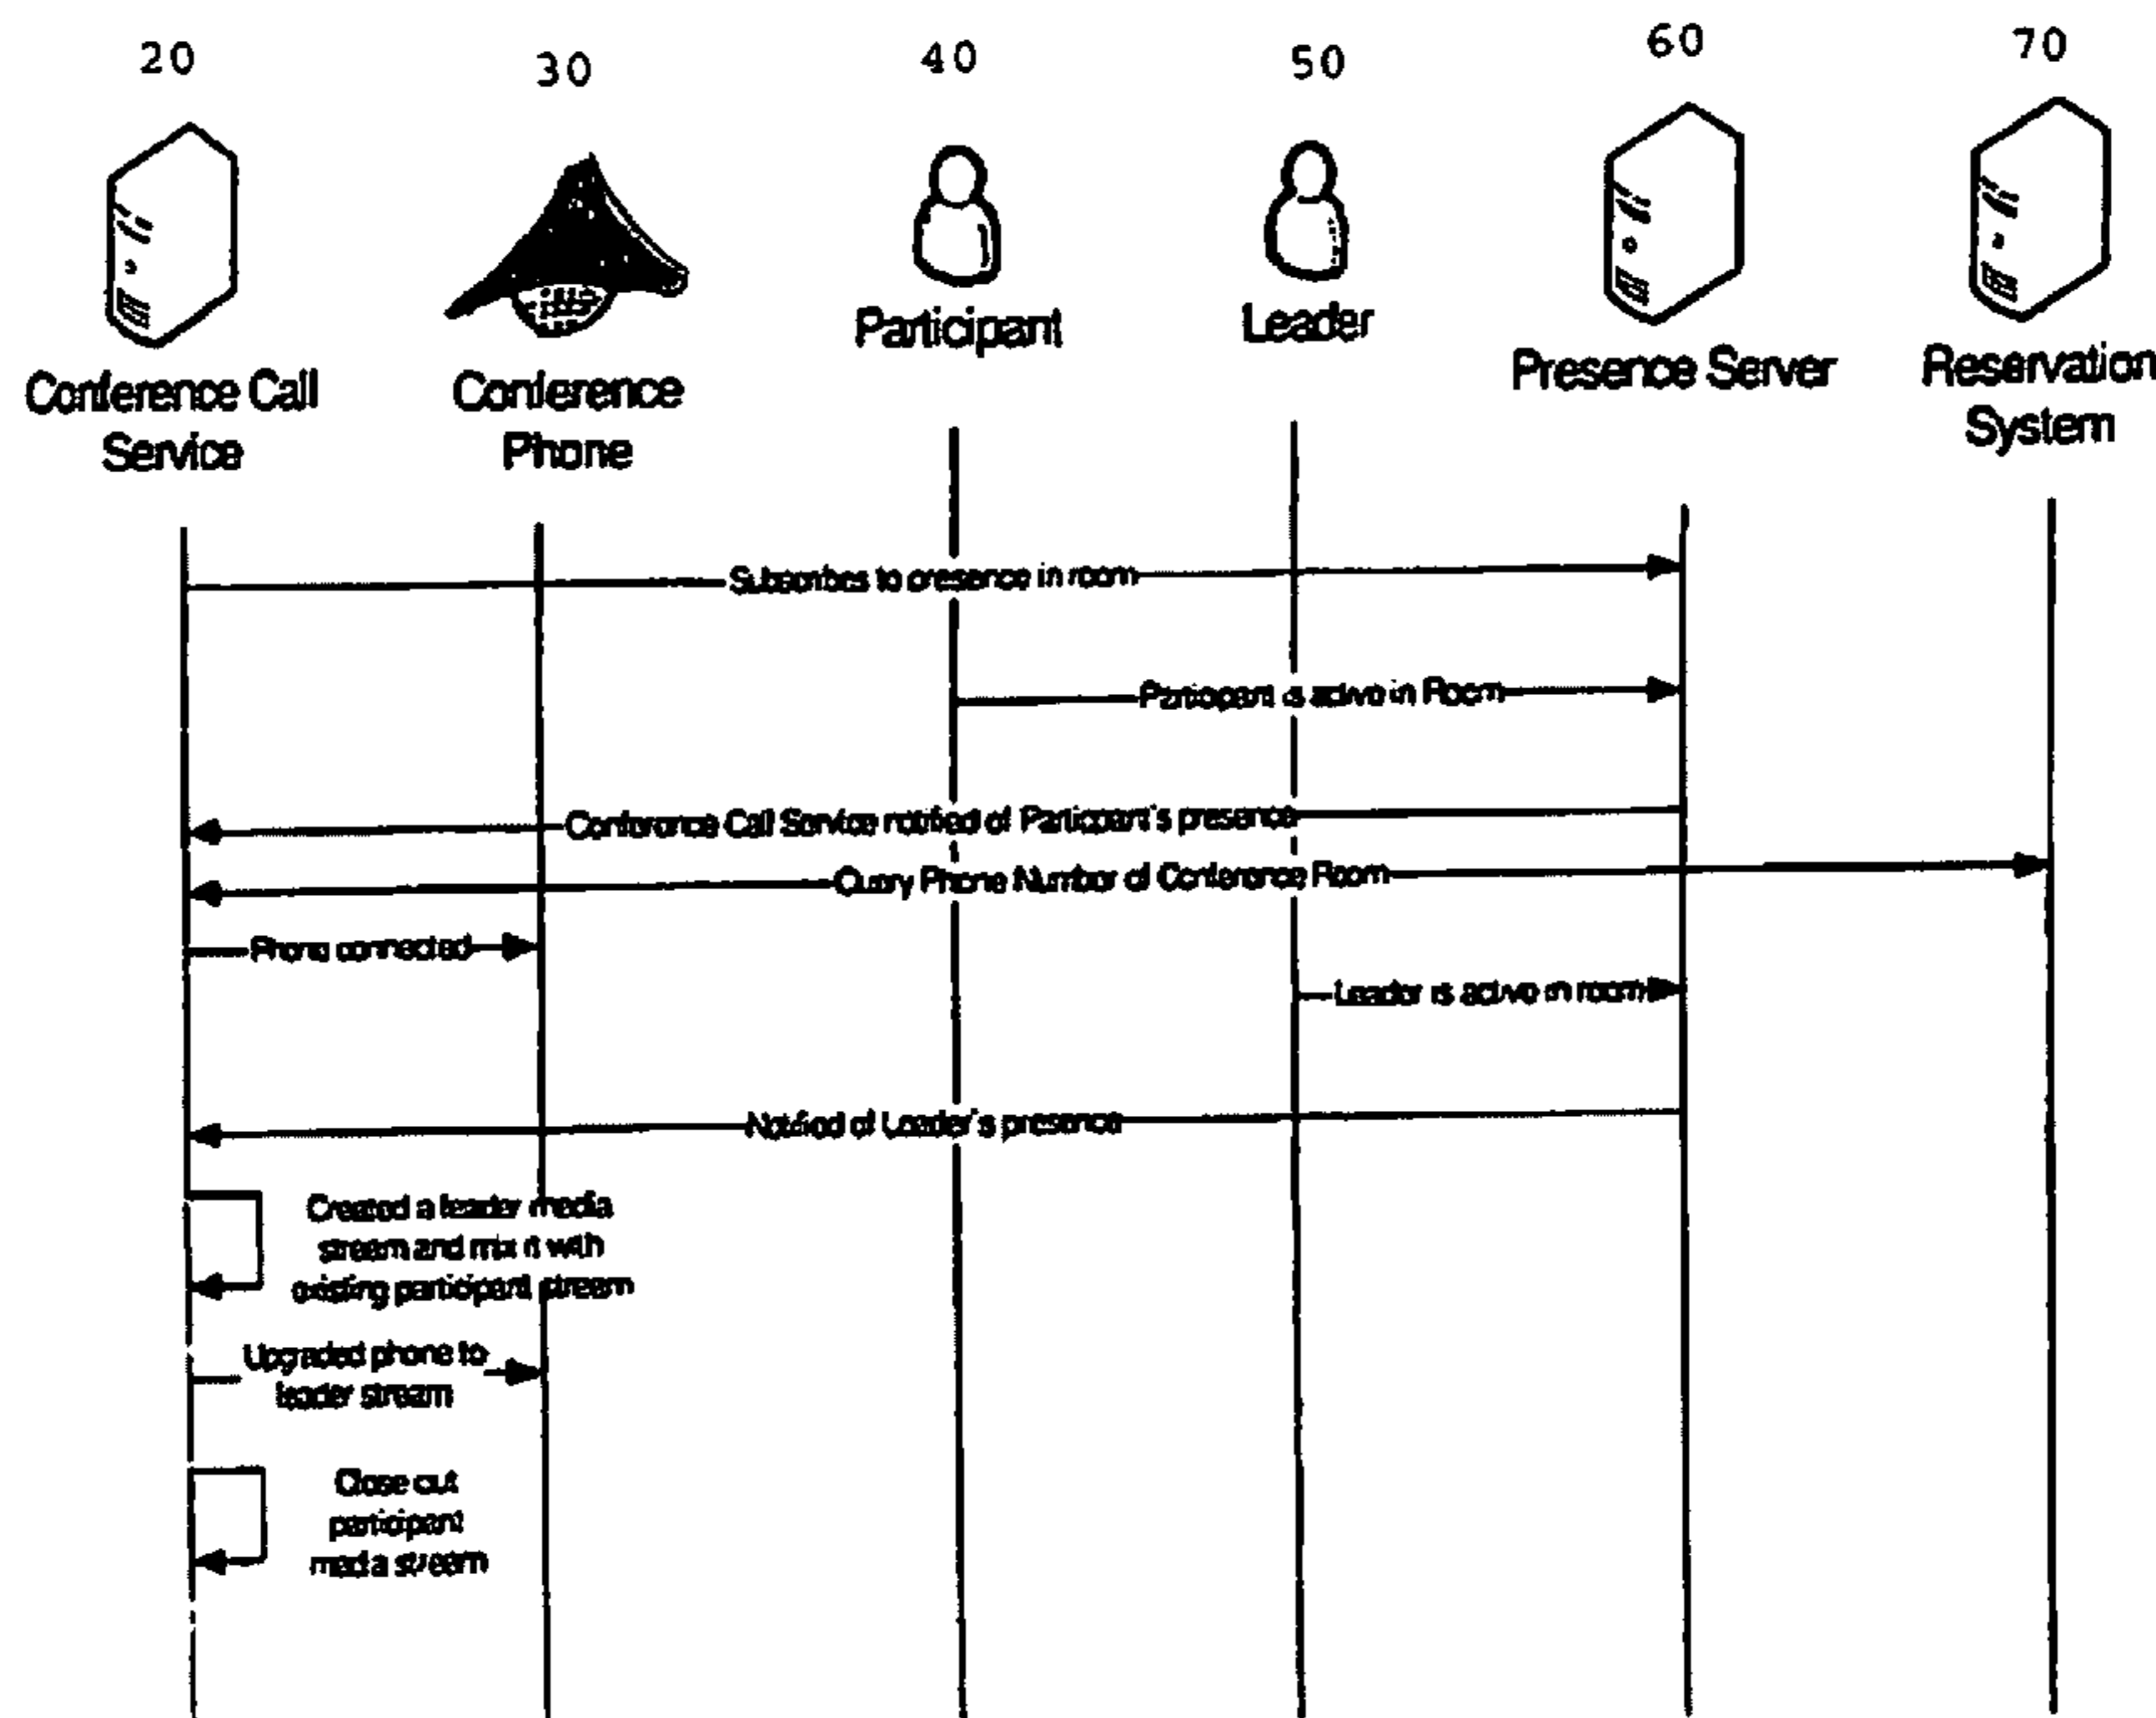 20
30
40
50
60
70
Conference Call
Service
Conference
Phone
Participant
Leader
Presence Server
Reservation
System
Subscribes to presence in room
Participant is active in Room
Conference Call Service notified of Participant's presence
Query Phone Number of Conference Room
Phone connected
Leader is active in room
Notified of Leader's presence
Created a leader media
stream and mix it with
existing participant stream
Upgraded phone to
leader stream
Close out
participant
media stream